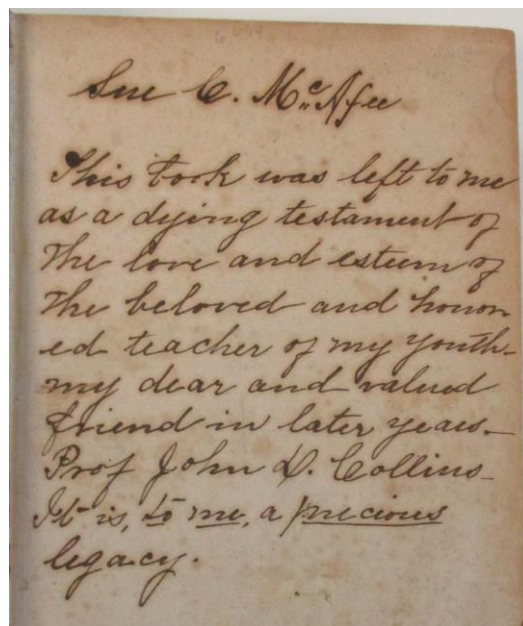 Sue C. McAfee
This book was left to me
as a dying testament of
the love and esteem of
the beloved and honor-
ed teacher of my youth-
my dear and valued
friend in later years-
Prof John D. Collins-
It is, to me, a precious
legacy.